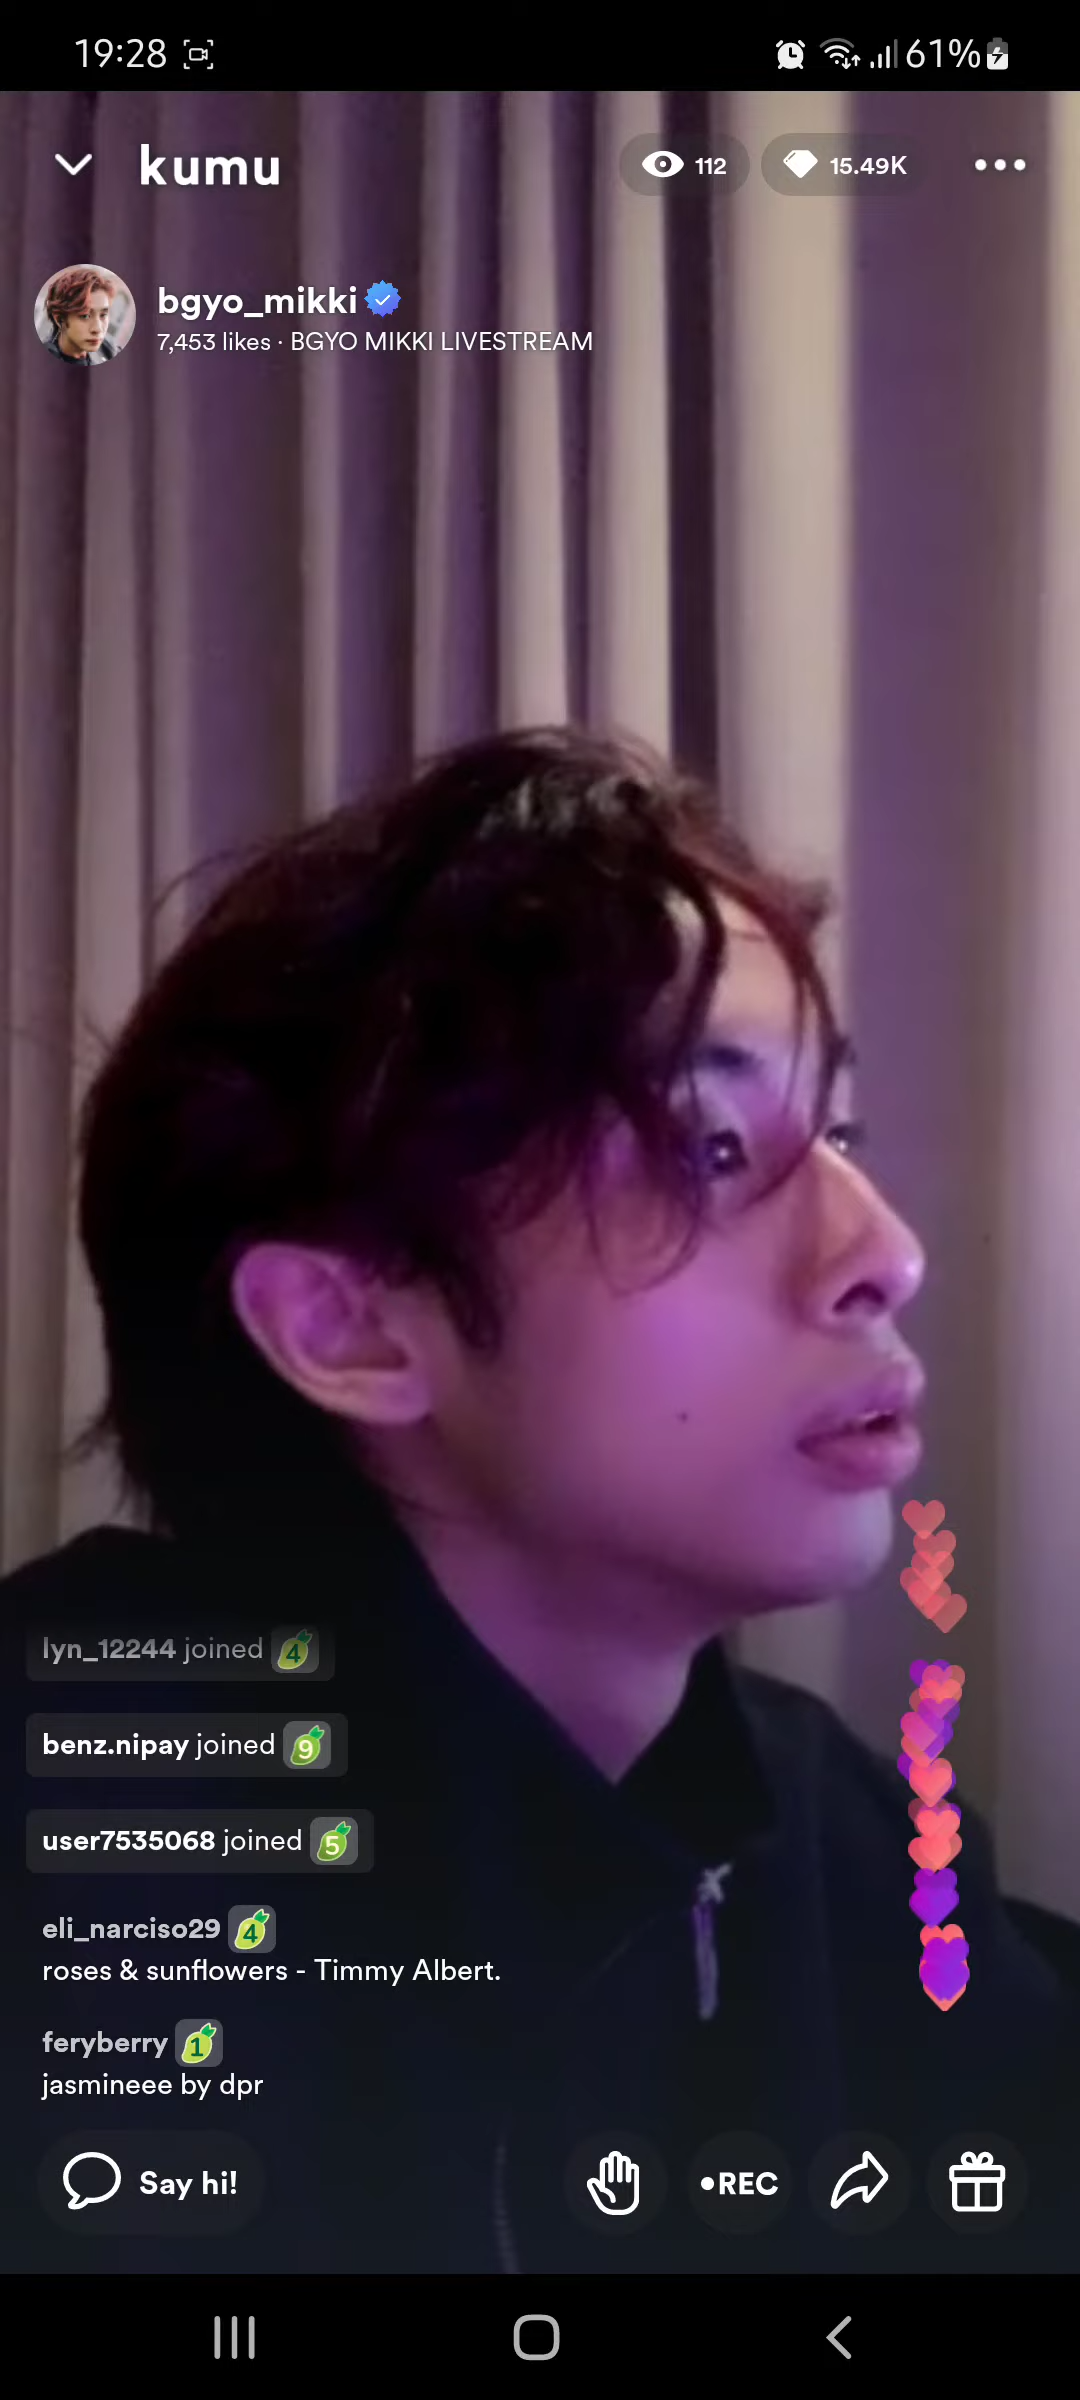 19:28
61%
kumu
112
15.49K
bgyo_mikki
7,453 likes · BGYO MIKKI LIVESTREAM
lyn_12244 joined 4
benz.nipay joined 9
user7535068 joined 5
eli_narciso29 4
roses & sunflowers - Timmy Albert.
feryberry 1
jasmineee by dpr
Say hi!
•REC